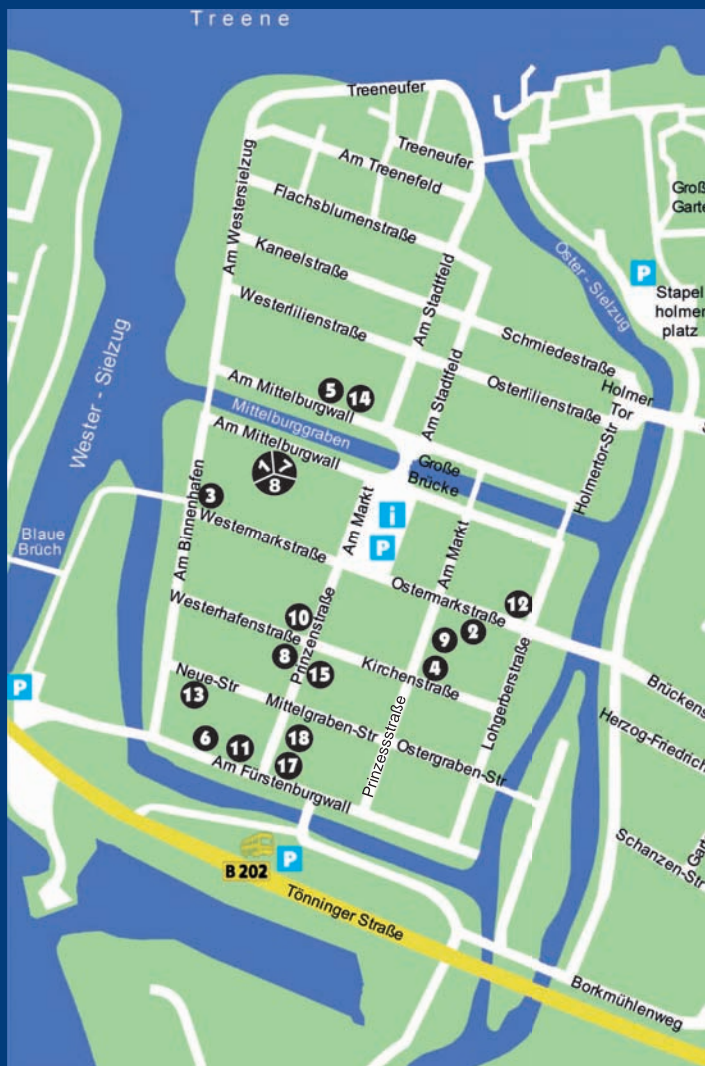 Treene
Treeneufer
Treeneufer
Am Treenefeld
Flachsblumenstraße
Am Westersielzug
Kaneelstraße
Am Stadtfeld
Oster - Sielzug
P
Große
Garte
Stapel
holmer
platz
Westerlilienstraße
Schmiedestraße
Wester - Sielzug
Am Stadtfeld
Osterlilienstraße
Holmer
Tor
Am Mittelburgwall
5
14
Mittelburggraben
Am Mittelburgwall
Große
Brücke
Holmertor-Str
1
7
8
3
Am Binnenhafen
Am Markt
i
P
Am Markt
Blaue
Brüch
Westermarkstraße
Ostermarkstraße
12
Westerhafenstraße
10
Prinzenstraße
9
2
8
15
Kirchenstraße
4
Lohgerberstraße
Brückens
Neue-Str
13
Mittelgraben-Str
Prinzessstraße
Ostergraben-Str
Herzog-Friedrich
P
6
11
18
17
Am Fürstenburgwall
Schanzen-Str
Gart
B 202
P
Tönninger Straße
Borkmühlenweg